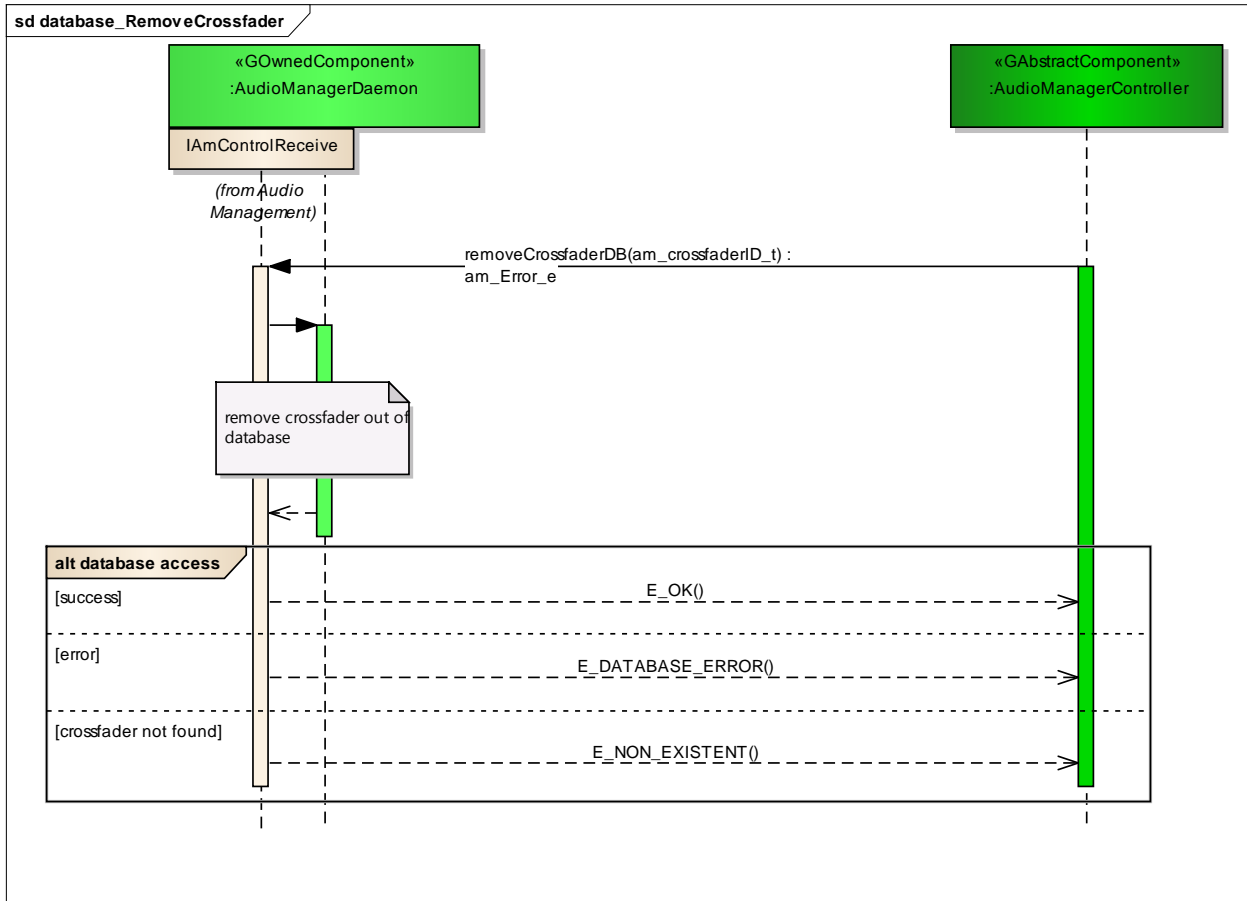 sd database_RemoveCrossfader
«GOwnedComponent»
:AudioManagerDaemon
«GAbstractComponent»
:AudioManagerController
IAmControlReceive
(from Audio
Management)
removeCrossfaderDB(am_crossfaderID_t) :
am_Error_e
remove crossfader out of
database
alt database access
[success]
E_OK()
[error]
E_DATABASE_ERROR()
[crossfader not found]
E_NON_EXISTENT()